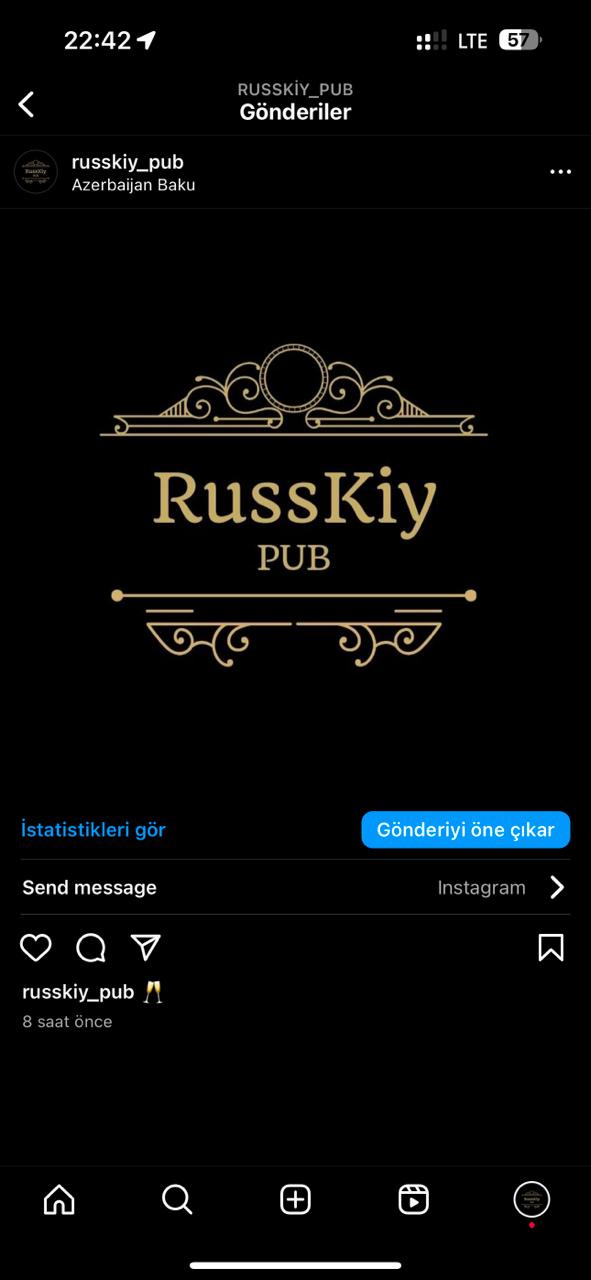 22:42
LTE
57
RUSSKİY_PUB
Gönderiler
russkiy_pub
Azerbaijan Baku
RussKiy
PUB
İstatistikleri gör
Gönderiyi öne çıkar
Send message
Instagram
russkiy_pub 🥂
8 saat önce